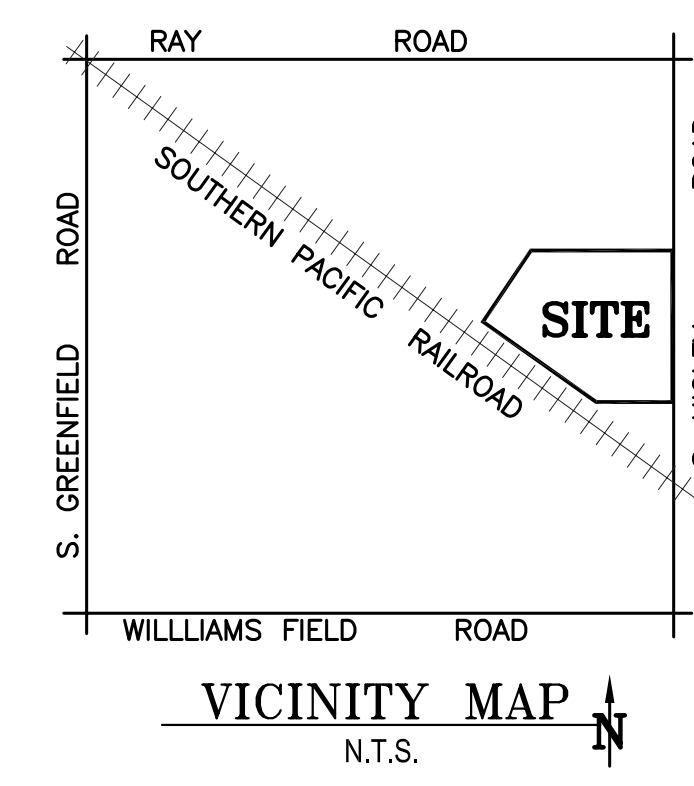 RAY ROAD
SOUTHERN PACIFIC RAILROAD
S. GREENFIELD ROAD
SITE
WILLLIAMS FIELD ROAD
VICINITY MAP
N
N.T.S.